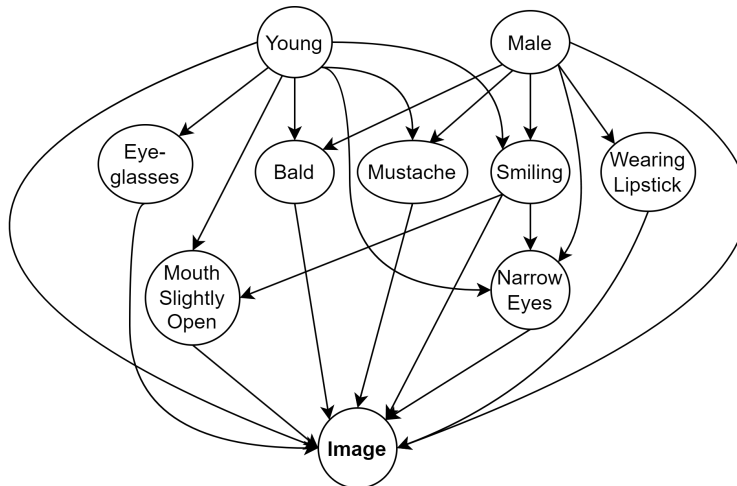 Young
Male
Eye-
glasses
Bald
Mustache
Smiling
Wearing
Lipstick
Mouth
Slightly
Open
Narrow
Eyes
Image